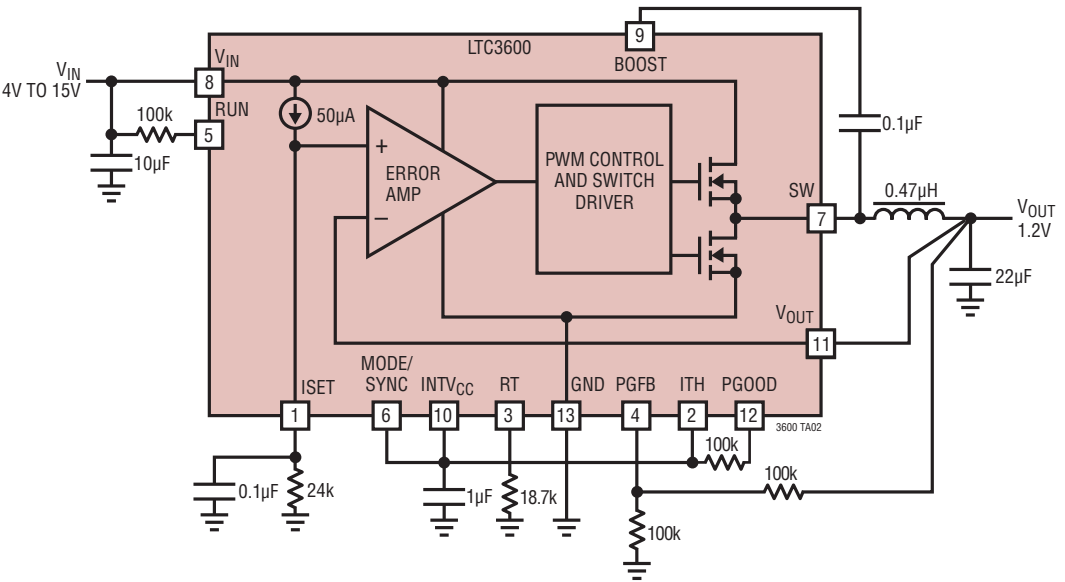 LTC3600
9
BOOST
VIN
8
VIN
4V TO 15V
RUN
5
100k
10µF
50µA
+
ERROR
AMP
–
PWM CONTROL
AND SWITCH
DRIVER
0.1µF
SW
7
0.47µH
VOUT
1.2V
22µF
VOUT
11
ISET
1
MODE/
SYNC
6
INTVCC
10
RT
3
GND
13
PGFB
4
ITH
2
PGOOD
12
3600 TA02
100k
100k
0.1µF
24k
1µF
18.7k
100k